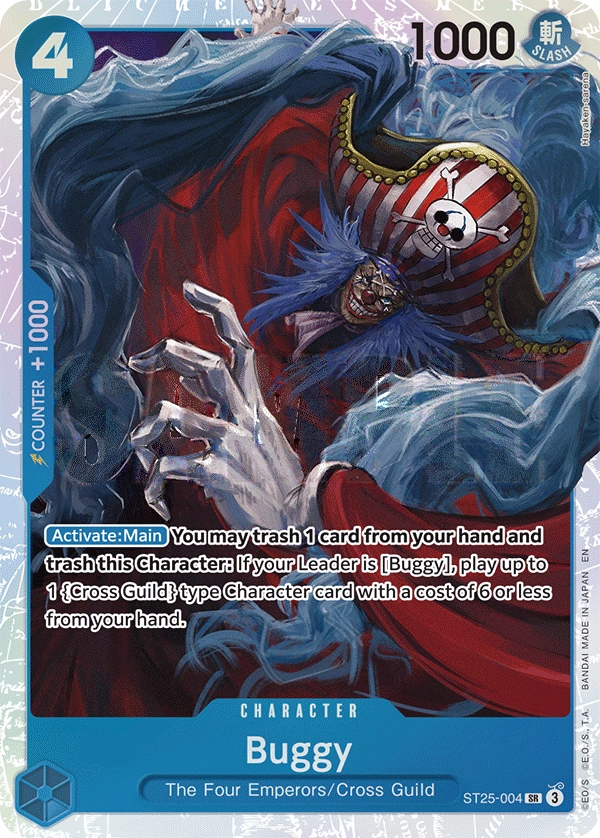 4
1000
斬
SLASH
Hayaken-sarena
COUNTER +1000
SAMPLE
Activate:Main You may trash 1 card from your hand and
trash this Character: If your Leader is [Buggy], play up to
1 {Cross Guild} type Character card with a cost of 6 or less
from your hand.
CHARACTER
Buggy
The Four Emperors/Cross Guild
ST25-004 SR 3
©E.O/S ©E.O./S., T.A. BANDAI MADE IN JAPAN EN